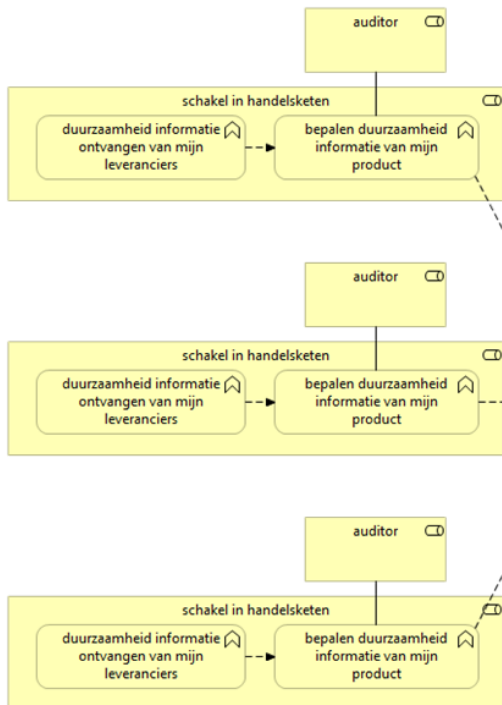 auditor
schakel in handelsketen
duurzaamheid informatie
ontvangen van mijn
leveranciers
bepalen duurzaamheid
informatie van mijn
product
auditor
schakel in handelsketen
duurzaamheid informatie
ontvangen van mijn
leveranciers
bepalen duurzaamheid
informatie van mijn
product
auditor
schakel in handelsketen
duurzaamheid informatie
ontvangen van mijn
leveranciers
bepalen duurzaamheid
informatie van mijn
product